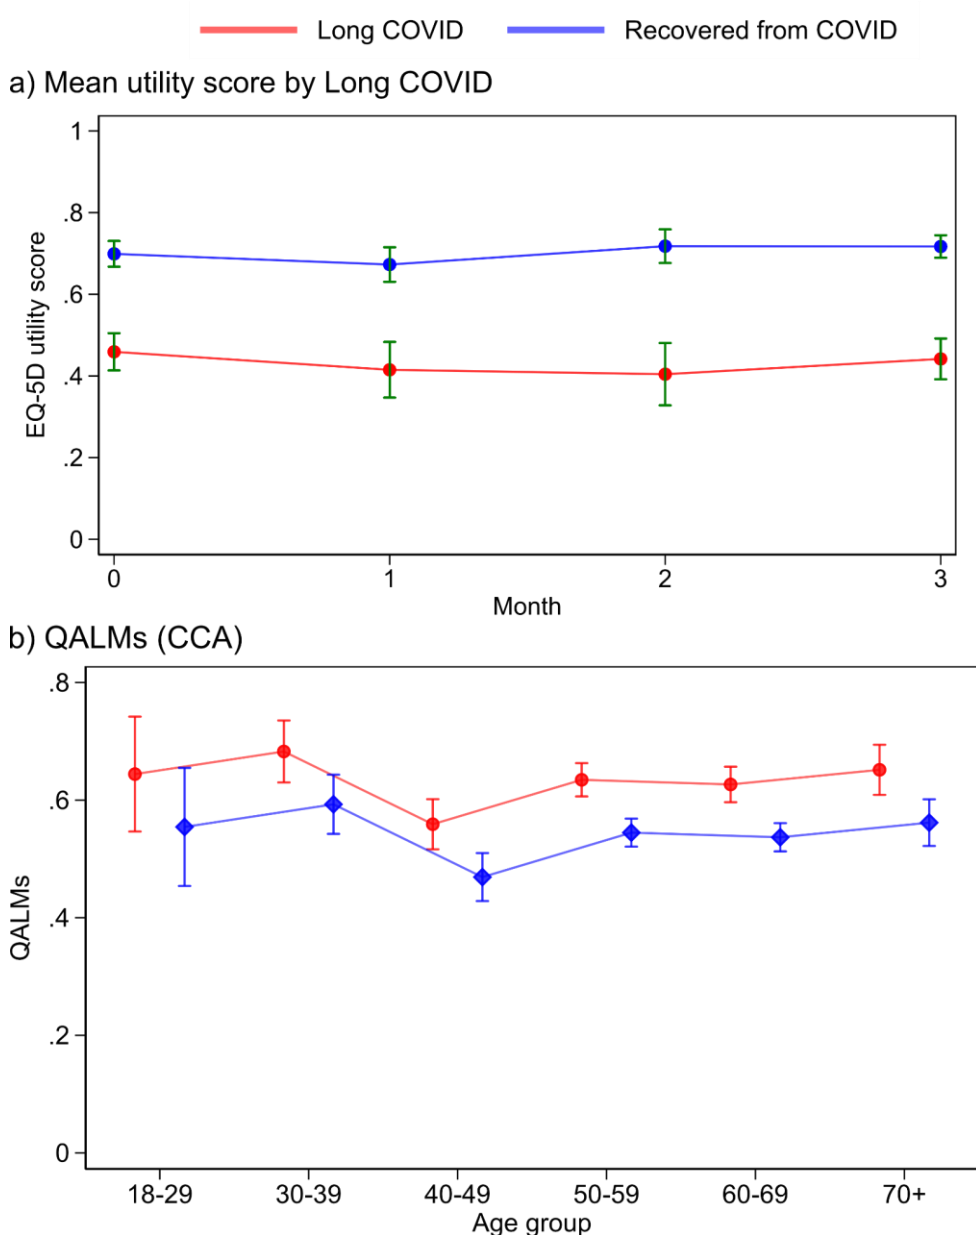 Long COVID Recovered from COVID
a) Mean utility score by Long COVID
1
.8
.6
.4
.2
0
EQ-5D utility score
0 1 2 3
Month
b) QALMs (CCA)
.8
.6
.4
.2
0
QALMs
18-29 30-39 40-49 50-59 60-69 70+
Age group